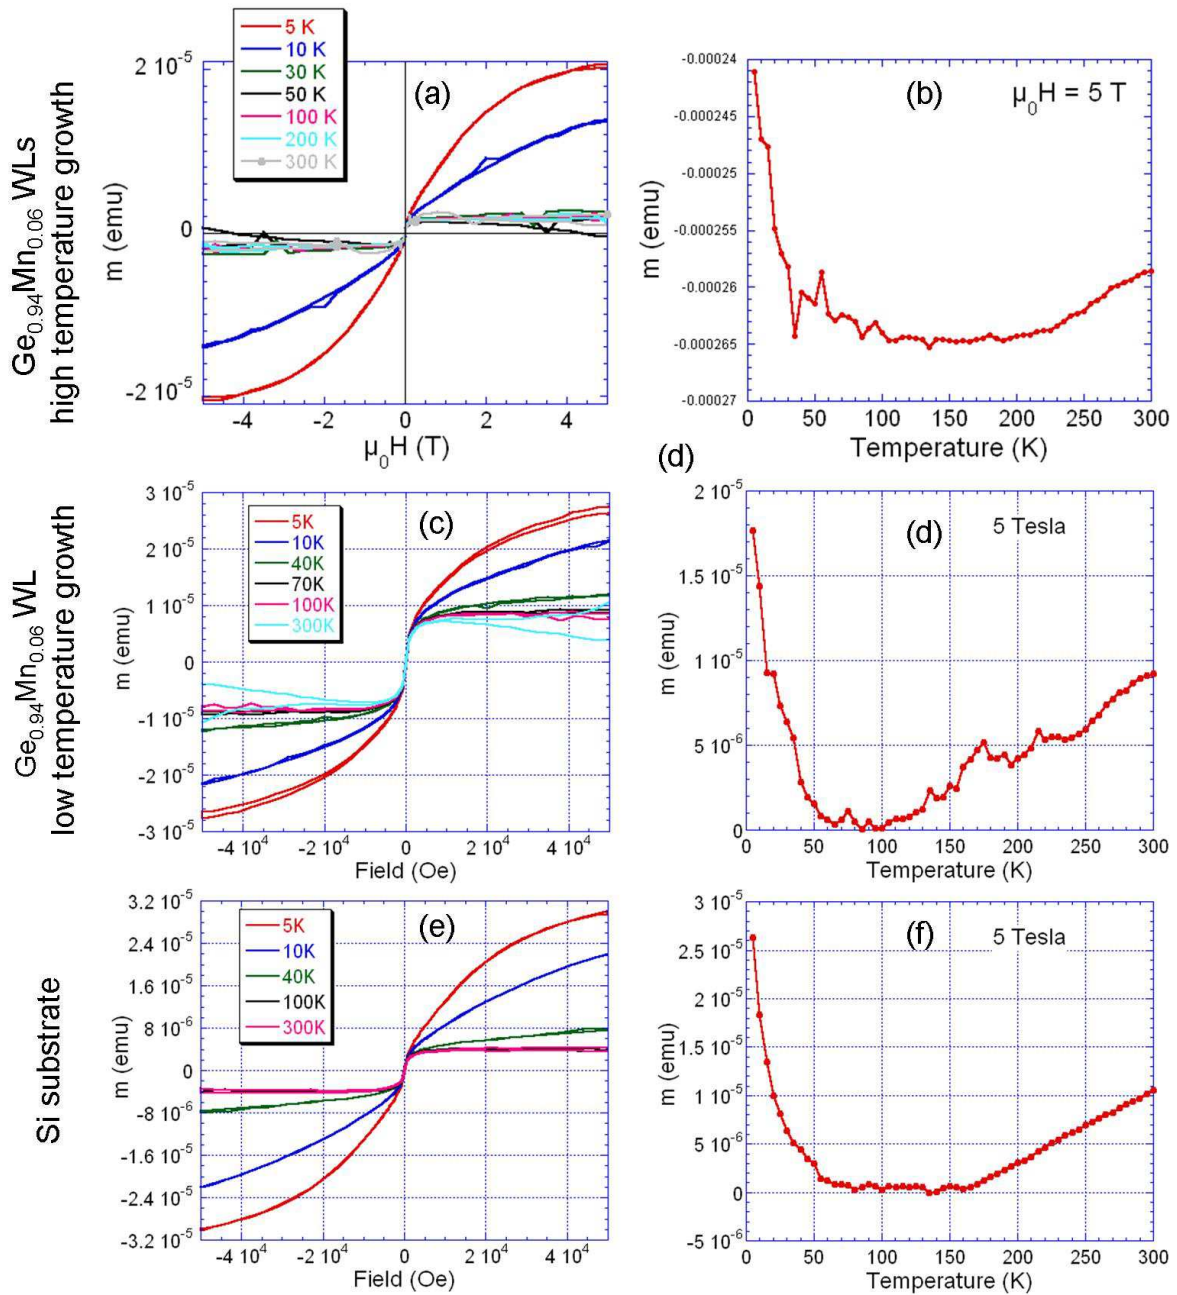 Ge0.94Mn0.06 WLs
high temperature growth
5 K
10 K
30 K
50 K
100 K
200 K
300 K
(a)
2 10-5
0
-2 10-5
m (emu)
-4
-2
0
2
4
μ0H (T)
(b)
μ0H = 5 T
-0.00024
-0.000245
-0.00025
-0.000255
-0.00026
-0.000265
-0.00027
m (emu)
0
50
100
150
200
250
300
Temperature (K)
(d)
Ge0.94Mn0.06 WL
low temperature growth
5K
10K
40K
70K
100K
300K
(c)
3 10-5
2 10-5
1 10-5
0
-1 10-5
-2 10-5
-3 10-5
m (emu)
-4 104
-2 104
0
2 104
4 104
Field (Oe)
(d)
5 Tesla
2 10-5
1.5 10-5
1 10-5
5 10-6
0
m (emu)
0
50
100
150
200
250
300
Temperature (K)
Si substrate
5K
10K
40K
100K
300K
(e)
3.2 10-5
2.4 10-5
1.6 10-5
8 10-6
0
-8 10-6
-1.6 10-5
-2.4 10-5
-3.2 10-5
m (emu)
-4 104
-2 104
0
2 104
4 104
Field (Oe)
(f)
5 Tesla
3 10-5
2.5 10-5
2 10-5
1.5 10-5
1 10-5
5 10-6
0
-5 10-6
m (emu)
0
50
100
150
200
250
300
Temperature (K)